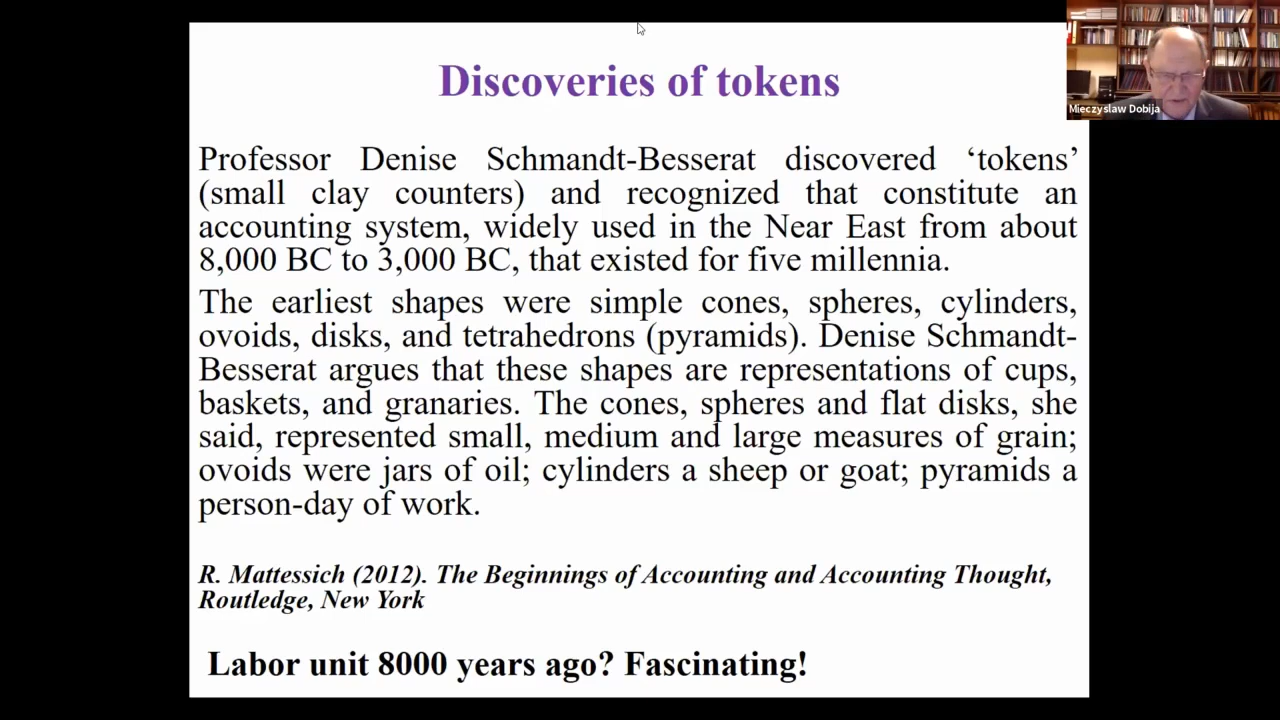 Discoveries of tokens
Mieczyslaw Dobija
Professor Denise Schmandt-Besserat discovered ‘tokens’
(small clay counters) and recognized that constitute an
accounting system, widely used in the Near East from about
8,000 BC to 3,000 BC, that existed for five millennia.
The earliest shapes were simple cones, spheres, cylinders,
ovoids, disks, and tetrahedrons (pyramids). Denise Schmandt-
Besserat argues that these shapes are representations of cups,
baskets, and granaries. The cones, spheres and flat disks, she
said, represented small, medium and large measures of grain;
ovoids were jars of oil; cylinders a sheep or goat; pyramids a
person-day of work.
R. Mattessich (2012). The Beginnings of Accounting and Accounting Thought,
Routledge, New York
Labor unit 8000 years ago? Fascinating!